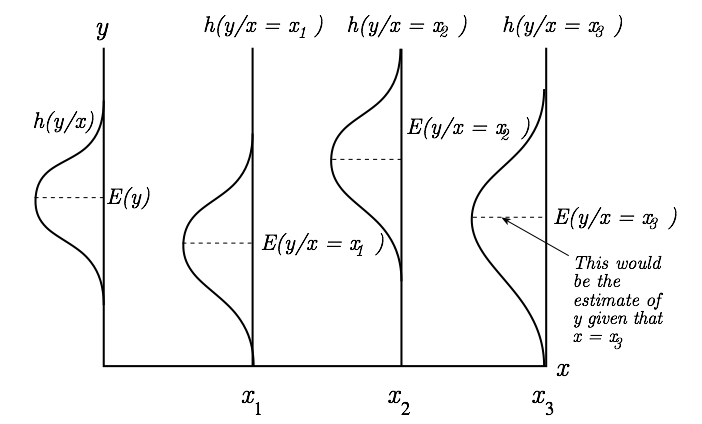 y
h(y/x = x₁ )
h(y/x = x₂ )
h(y/x = x₃ )
h(y/x)
E(y/x = x₂ )
E(y)
E(y/x = x₁ )
E(y/x = x₃ )
This would
be the
estimate of
y given that
x = x₃
x
x₁
x₂
x₃